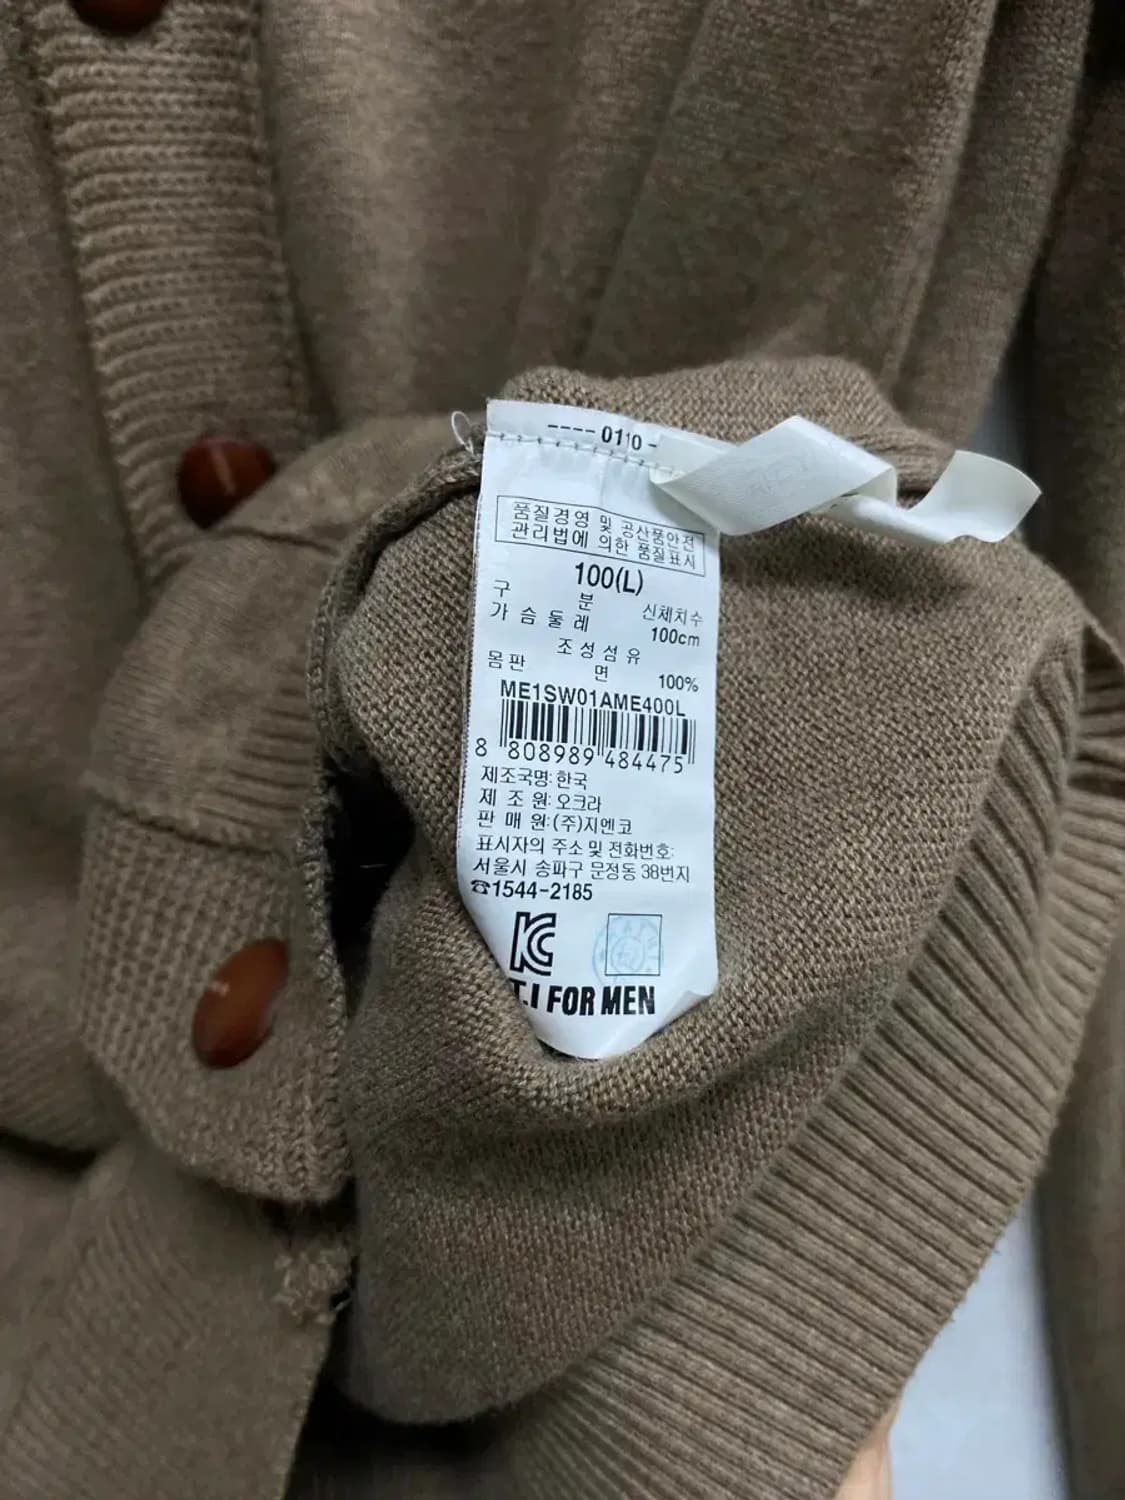 ---- 0110 -
품질경영 및 공산품안전
관리법에 의한 품질표시
100(L)
구 분 신체치수
가 슴 둘 레 100cm
조 성 섬 유
몸 판 면 100%
ME1SW01AME400L
8 808989 484475
제조국명: 한국
제 조 원: 오크라
판 매 원: (주)지엔코
표시자의 주소 및 전화번호:
서울시 송파구 문정동 38번지
☎1544-2185
KC
T.I FOR MEN